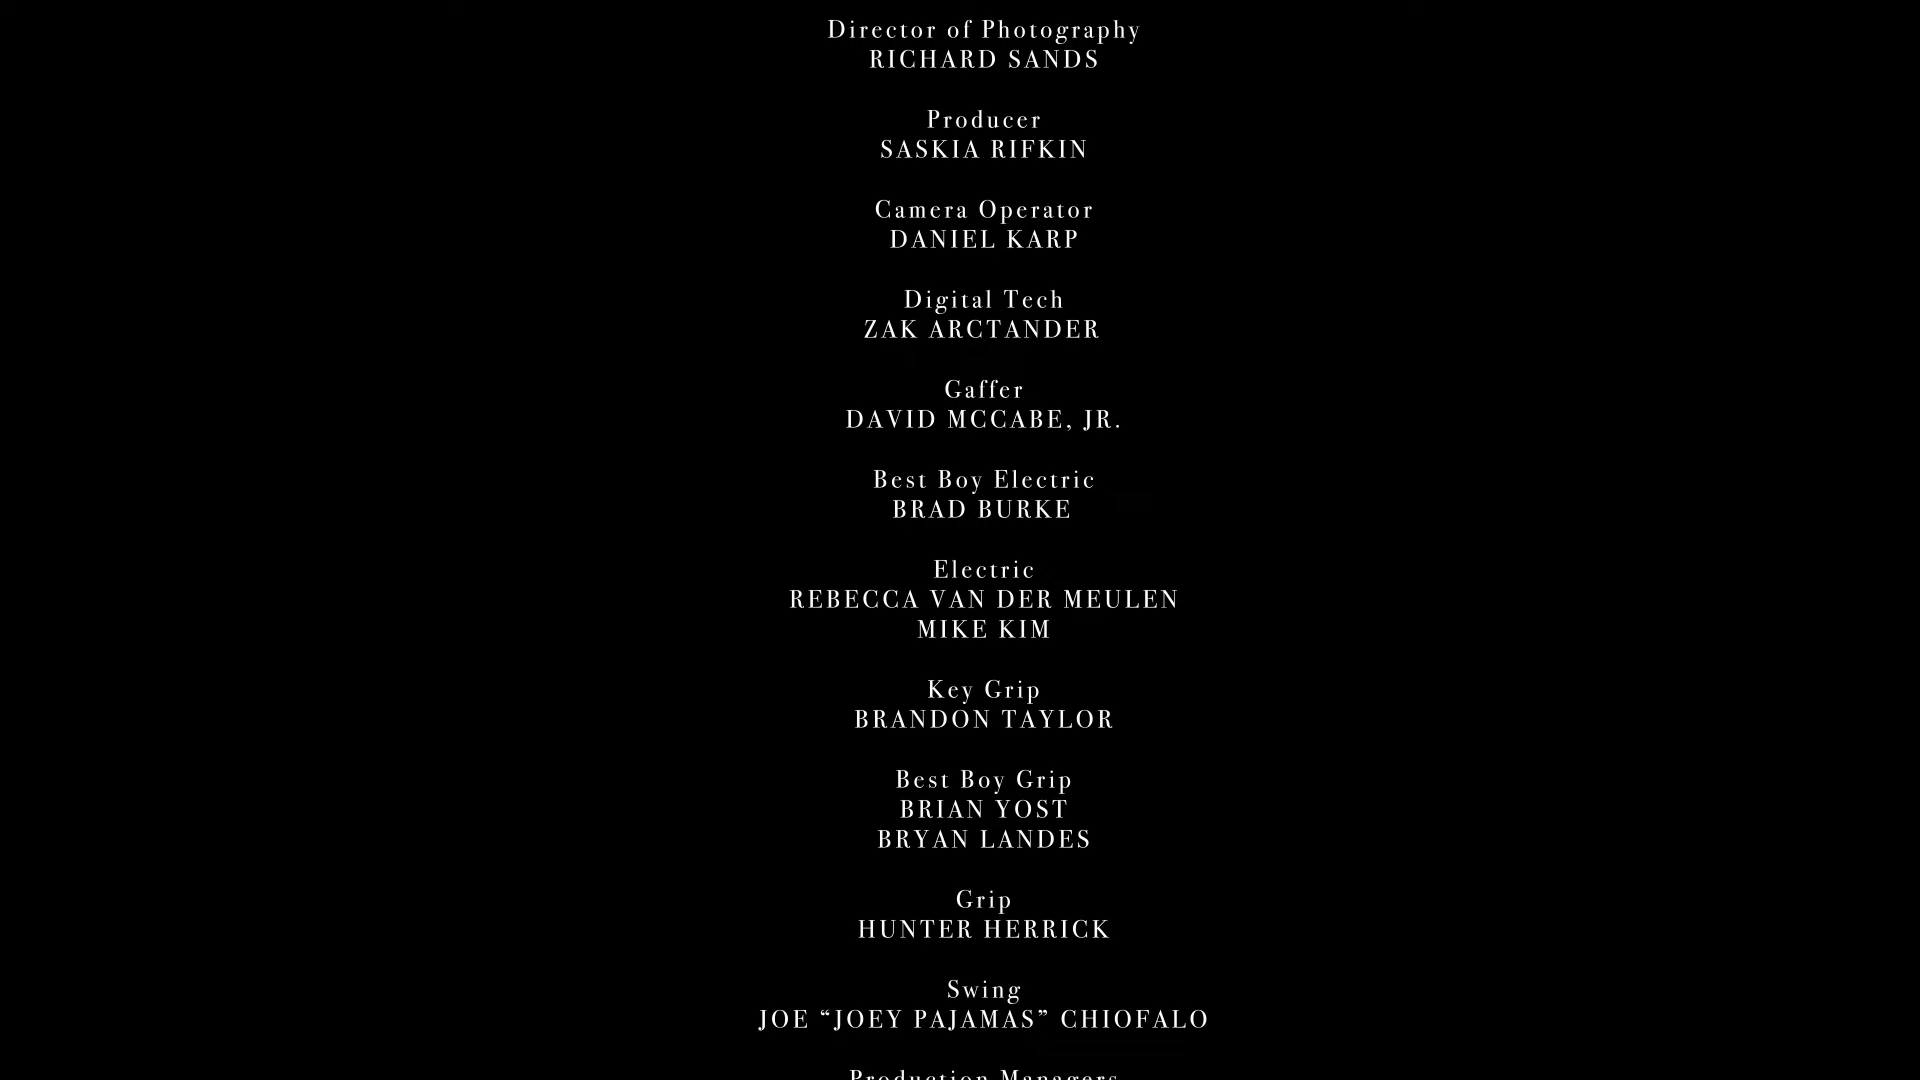 Director of Photography
RICHARD SANDS
Producer
SASKIA RIFKIN
Camera Operator
DANIEL KARP
Digital Tech
ZAK ARCTANDER
Gaffer
DAVID MCCABE, JR.
Best Boy Electric
BRAD BURKE
Electric
REBECCA VAN DER MEULEN
MIKE KIM
Key Grip
BRANDON TAYLOR
Best Boy Grip
BRIAN YOST
BRYAN LANDES
Grip
HUNTER HERRICK
Swing
JOE “JOEY PAJAMAS” CHIOFALO
Production Managers